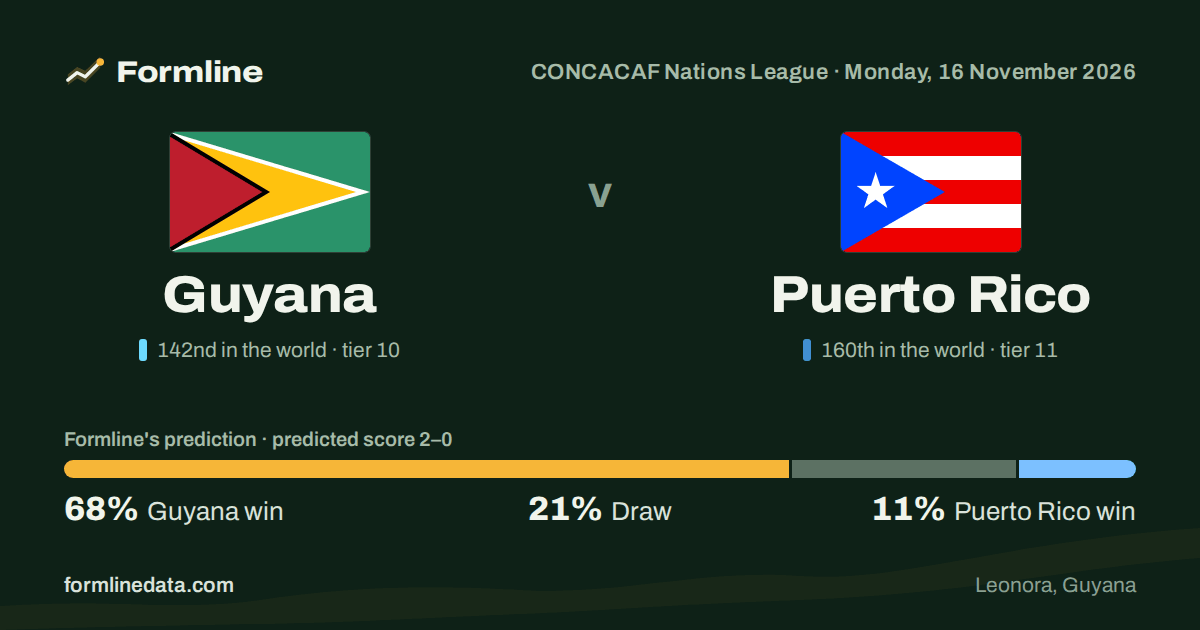 Formline
CONCACAF Nations League · Monday, 16 November 2026
v
Guyana
Puerto Rico
142nd in the world · tier 10
160th in the world · tier 11
Formline's prediction · predicted score 2–0
68% Guyana win
21% Draw
11% Puerto Rico win
formlinedata.com
Leonora, Guyana